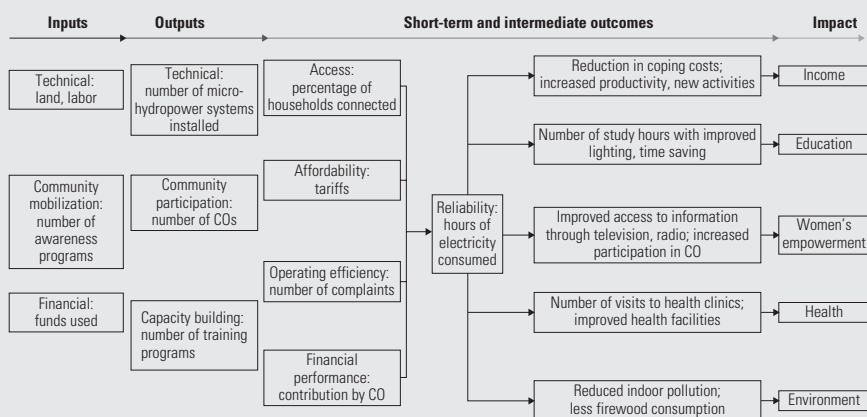 Inputs
Outputs
Short-term and intermediate outcomes
Impact
Technical:
land, labor
Community
mobilization:
number of
awareness
programs
Financial:
funds used
Technical:
number of micro-
hydropower systems
installed
Community
participation:
number of COs
Capacity building:
number of training
programs
Access:
percentage of
households connected
Affordability:
tariffs
Operating efficiency:
number of complaints
Financial
performance:
contribution by CO
Reliability:
hours of
electricity
consumed
Reduction in coping costs;
increased productivity, new activities
Number of study hours with improved
lighting, time saving
Improved access to information
through television, radio; increased
participation in CO
Number of visits to health clinics;
improved health facilities
Reduced indoor pollution;
less firewood consumption
Income
Education
Women's
empowerment
Health
Environment